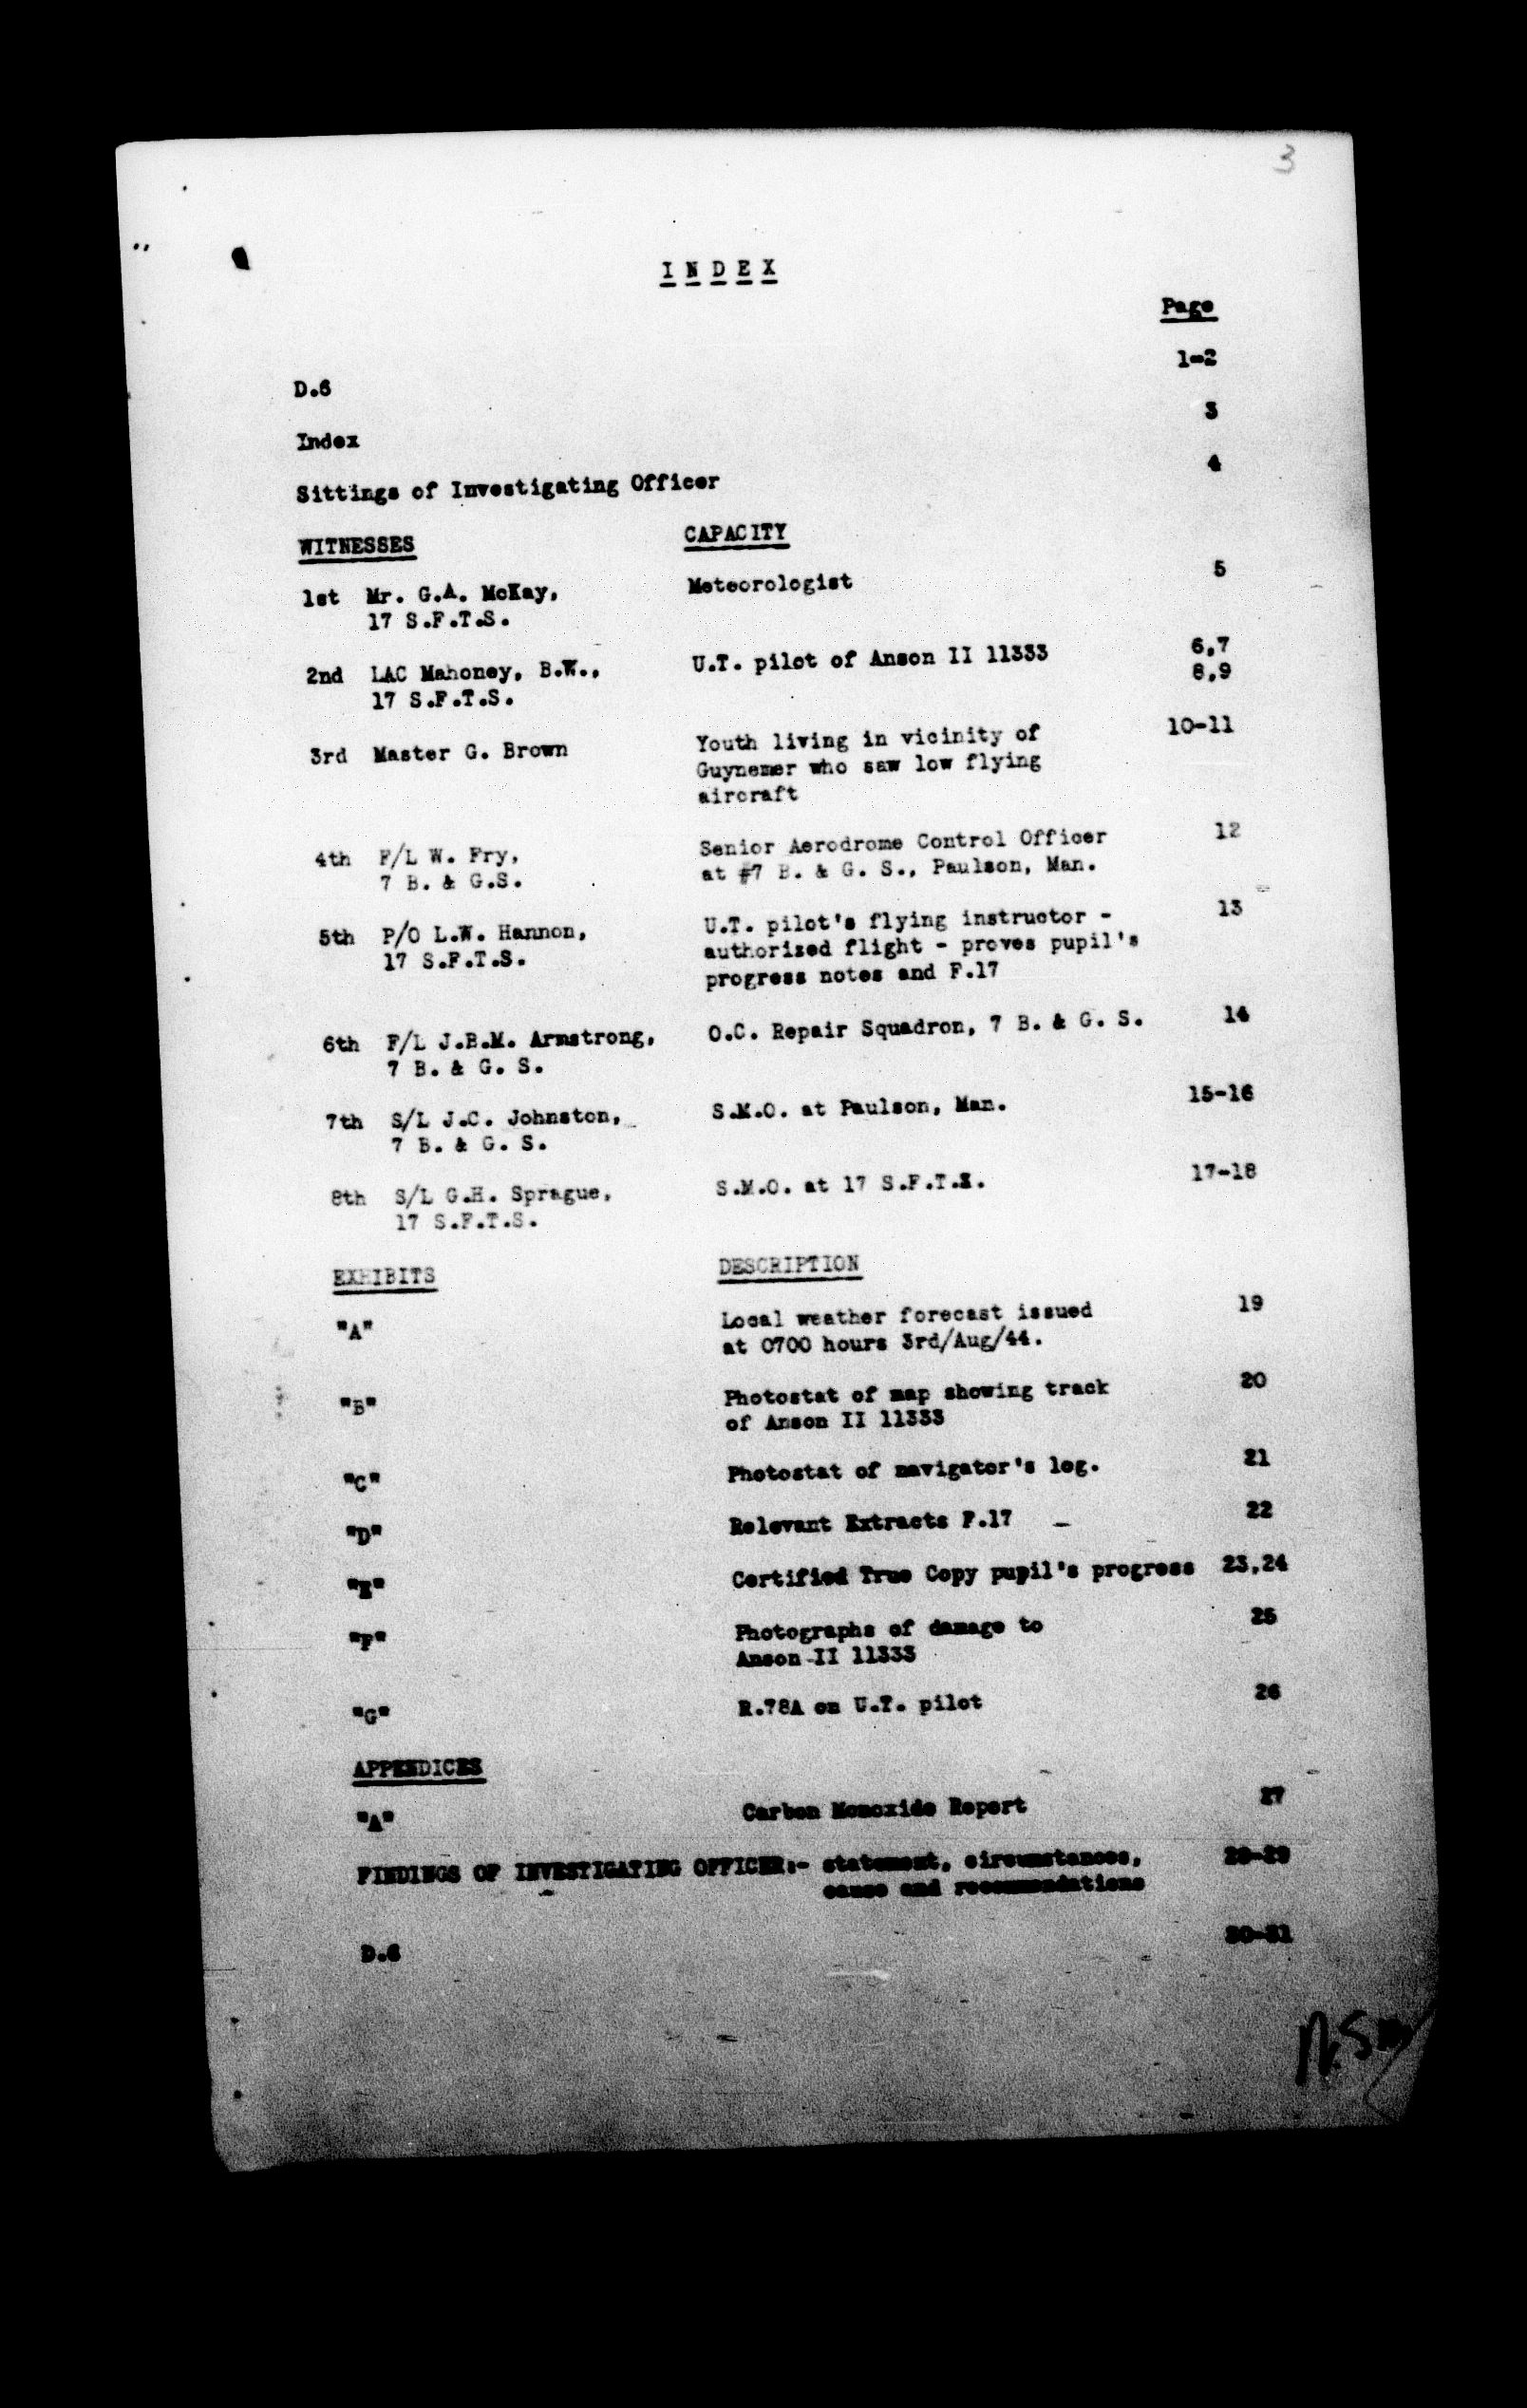 3
INDEX
Page
D.6 1-2
Index 3
Sittings of Investigating Officer 4
WITNESSES CAPACITY
1st Mr. G.A. McKay, Meteorologist 5
17 S.F.T.S.
2nd LAC Mahoney, B.W., U.T. pilot of Anson II 11333 6,7
17 S.F.T.S. 8,9
3rd Master G. Brown Youth living in vicinity of 10-11
Guynemer who saw low flying
aircraft
4th F/L W. Fry, Senior Aerodrome Control Officer 12
7 B. & G.S. at #7 B. & G. S., Paulson, Man.
5th P/O L.W. Hannon, U.T. pilot's flying instructor - 13
17 S.F.T.S. authorized flight - proves pupil's
progress notes and F.17
6th F/L J.B.M. Armstrong, O.C. Repair Squadron, 7 B. & G. S. 14
7 B. & G. S.
7th S/L J.C. Johnston, S.M.O. at Paulson, Man. 15-16
7 B. & G. S.
8th S/L G.H. Sprague, S.M.O. at 17 S.F.T.S. 17-18
17 S.F.T.S.
EXHIBITS DESCRIPTION
"A" Local weather forecast issued 19
at 0700 hours 3rd/Aug/44.
"B" Photostat of map showing track 20
of Anson II 11333
"C" Photostat of navigator's log. 21
"D" Relevant Extracts F.17 22
"E" Certified True Copy pupil's progress 23,24
"F" Photographs of damage to 25
Anson II 11333
"G" R.78A on U.T. pilot 26
APPENDICES
"A" Carbon Monoxide Report 27
FINDINGS OF INVESTIGATING OFFICER:- statement, circumstances, 28-29
cause and recommendations
D.6 30-31